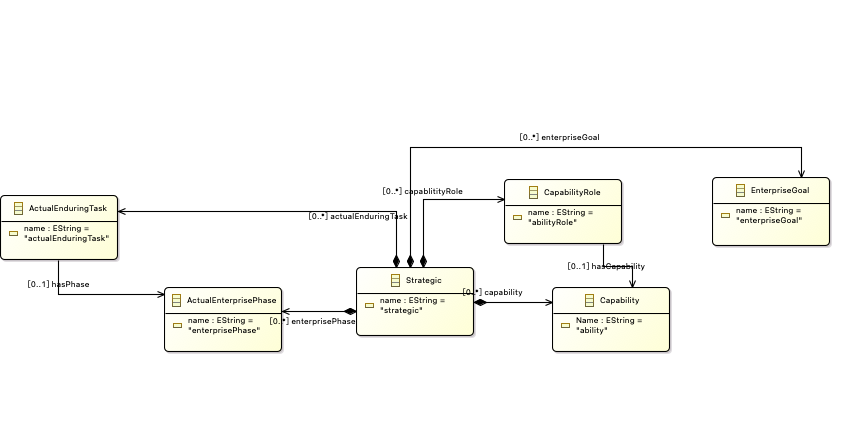 [0..*] enterpriseGoal
[0..*] capablitityRole
CapabilityRole
name : EString =
"abilityRole"
EnterpriseGoal
name : EString =
"enterpriseGoal"
ActualEnduringTask
name : EString =
"actualEnduringTask"
[0..*] actualEnduringTask
[0..1] hasCapability
[0..1] hasPhase
Strategic
name : EString =
"strategic"
[0..*] capability
ActualEnterprisePhase
name : EString =
"enterprisePhase"
[0..*] enterprisePhase
Capability
Name : EString =
"ability"